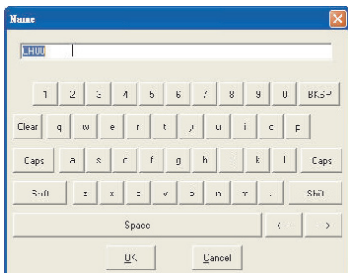 Name
1 2 3 4 5 6 7 8 9 0 BKSP
Clear q w e r t y u i o p
Caps a s d f g h j k l Caps
Shift z x c v b n m . Shift
Space < >
OK Cancel